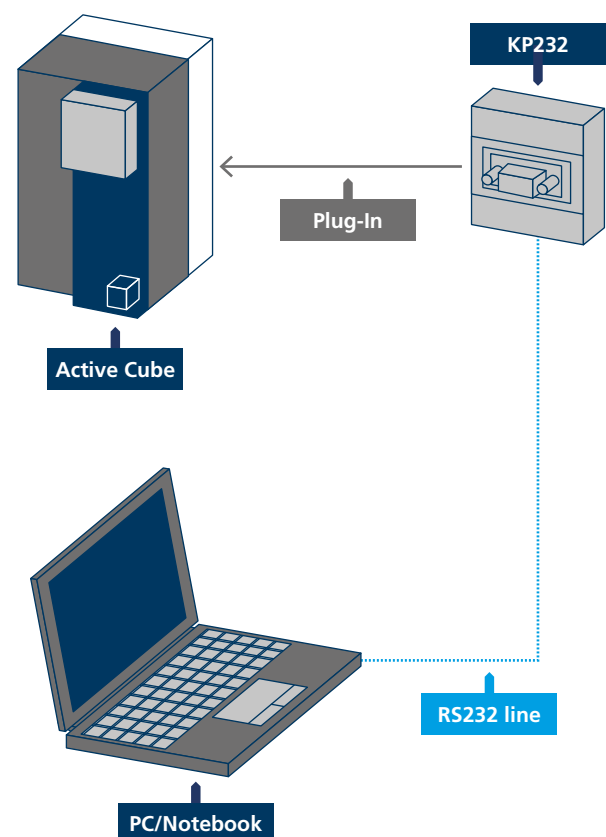 KP232
Plug-In
Active Cube
RS232 line
PC/Notebook